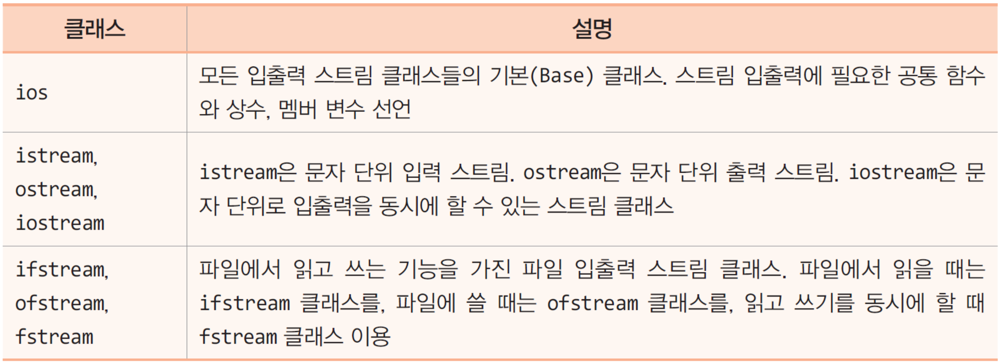 클래스
설명
ios
모든 입출력 스트림 클래스들의 기본(Base) 클래스. 스트림 입출력에 필요한 공통 함수
와 상수, 멤버 변수 선언
istream,
ostream,
iostream
istream은 문자 단위 입력 스트림. ostream은 문자 단위 출력 스트림. iostream은 문
자 단위로 입출력을 동시에 할 수 있는 스트림 클래스
ifstream,
ofstream,
fstream
파일에서 읽고 쓰는 기능을 가진 파일 입출력 스트림 클래스. 파일에서 읽을 때는
ifstream 클래스를, 파일에 쓸 때는 ofstream 클래스를, 읽고 쓰기를 동시에 할 때
fstream 클래스 이용